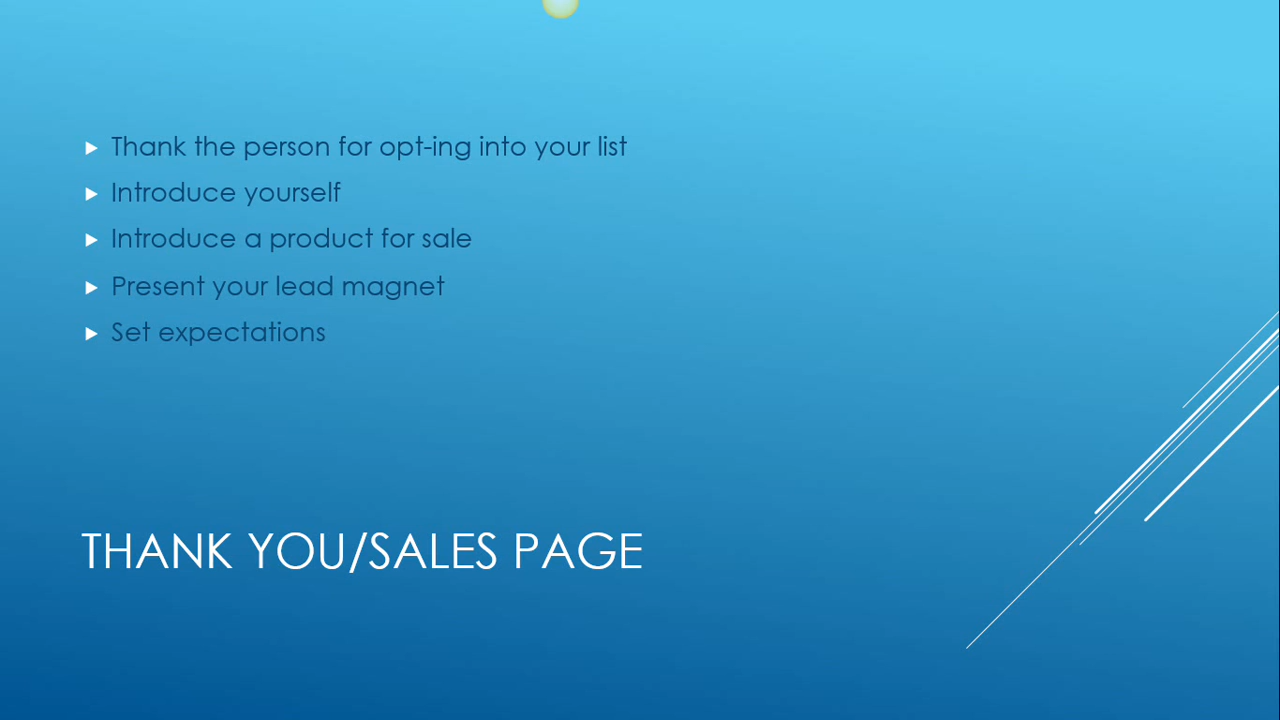 Thank the person for opt-ing into your list
Introduce yourself
Introduce a product for sale
Present your lead magnet
Set expectations
THANK YOU/SALES PAGE